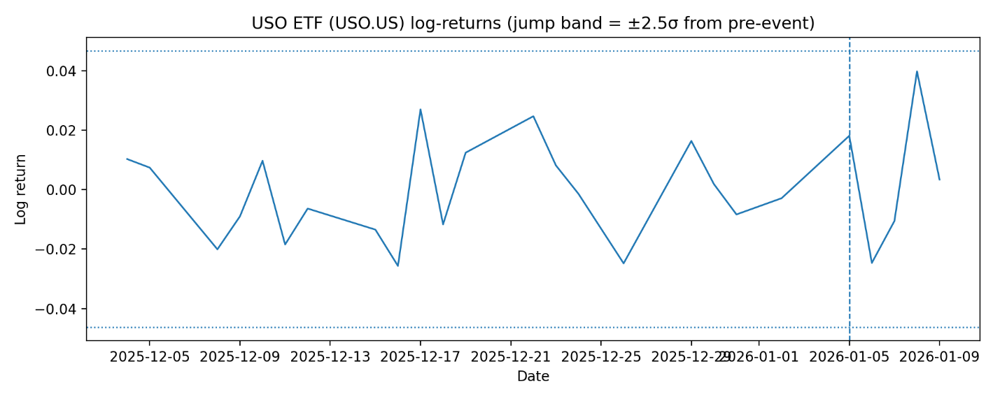 USO ETF (USO.US) log-returns (jump band = ±2.5σ from pre-event)
Log return
0.04
0.02
0.00
−0.02
−0.04
2025-12-05 2025-12-09 2025-12-13 2025-12-17 2025-12-21 2025-12-25 2025-12-29 2026-01-01 2026-01-05 2026-01-09
Date